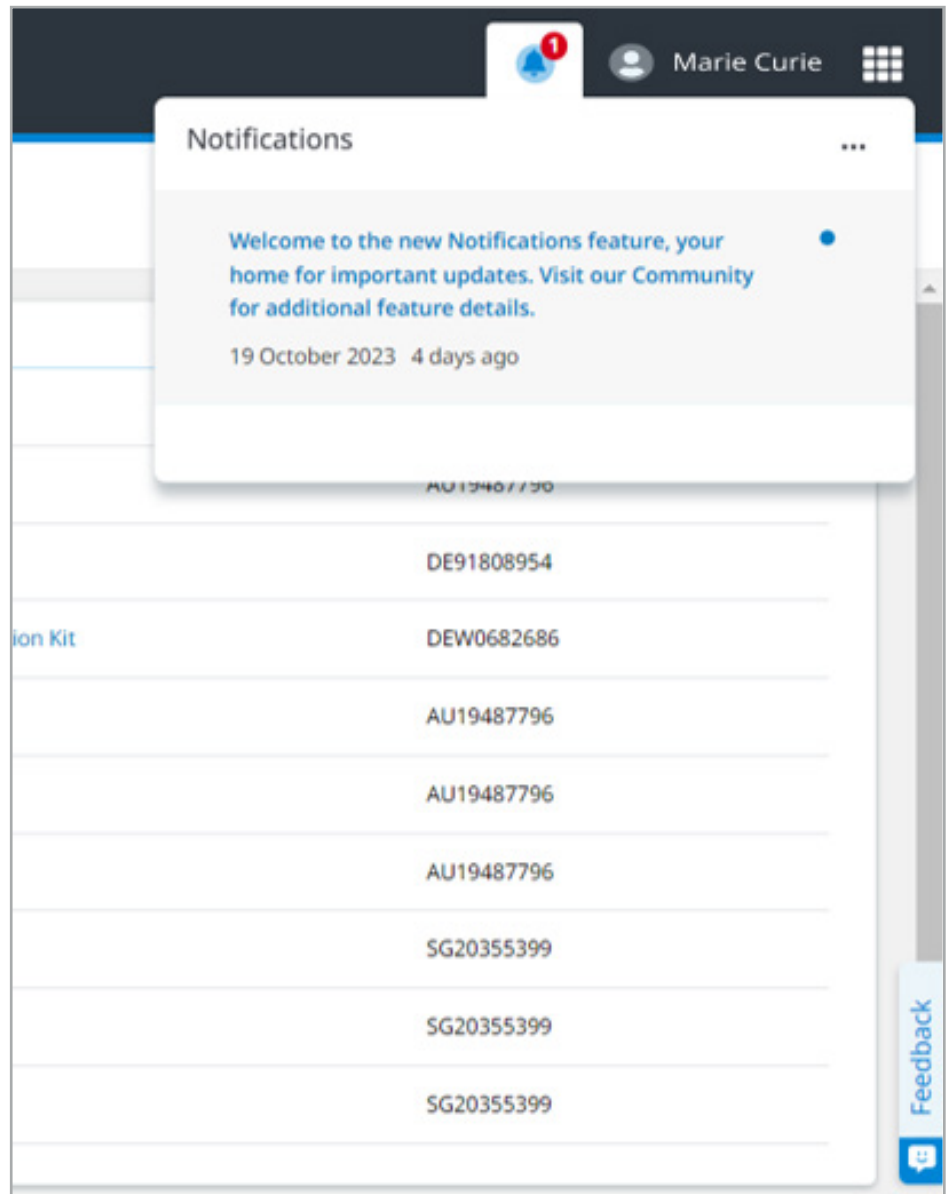 1
Marie Curie
Notifications
...
Welcome to the new Notifications feature, your
home for important updates. Visit our Community
for additional feature details.
19 October 2023 4 days ago
AU19487796
DE91808954
ion Kit DEW0682686
AU19487796
AU19487796
AU19487796
SG20355399
SG20355399
SG20355399
Feedback